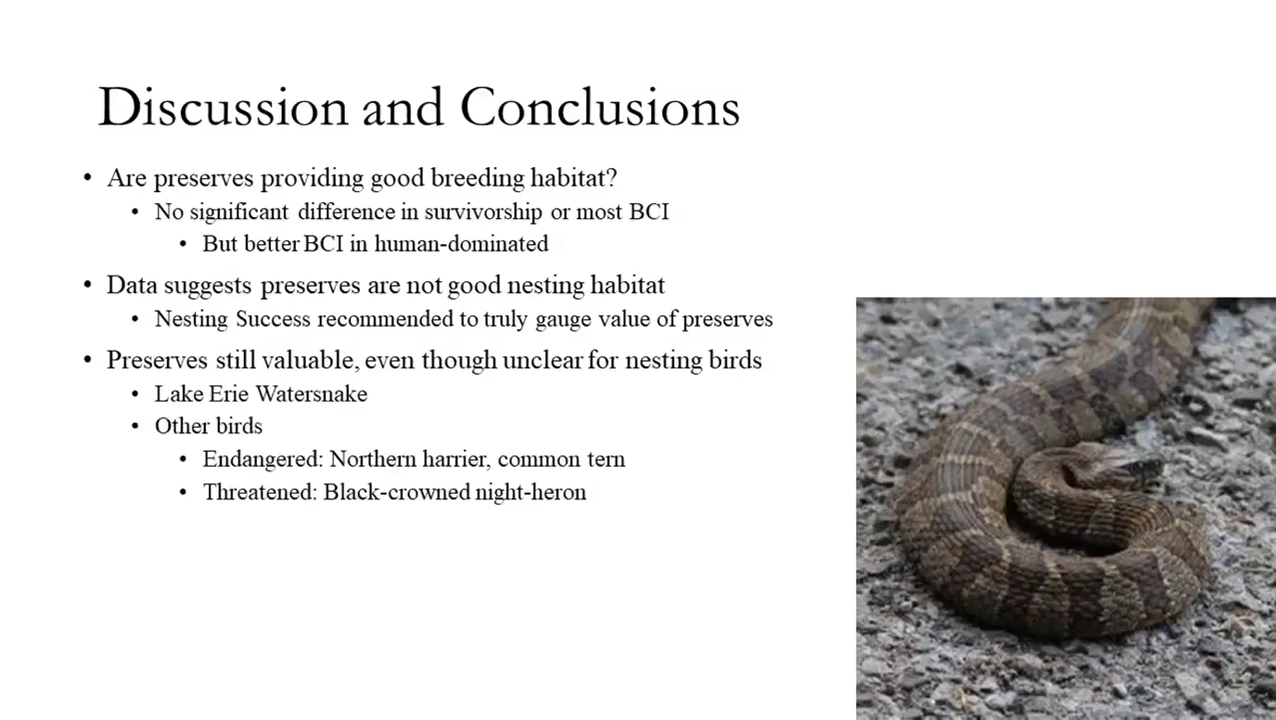 Discussion and Conclusions
• Are preserves providing good breeding habitat?
• No significant difference in survivorship or most BCI
• But better BCI in human-dominated
• Data suggests preserves are not good nesting habitat
• Nesting Success recommended to truly gauge value of preserves
• Preserves still valuable, even though unclear for nesting birds
• Lake Erie Watersnake
• Other birds
• Endangered: Northern harrier, common tern
• Threatened: Black-crowned night-heron